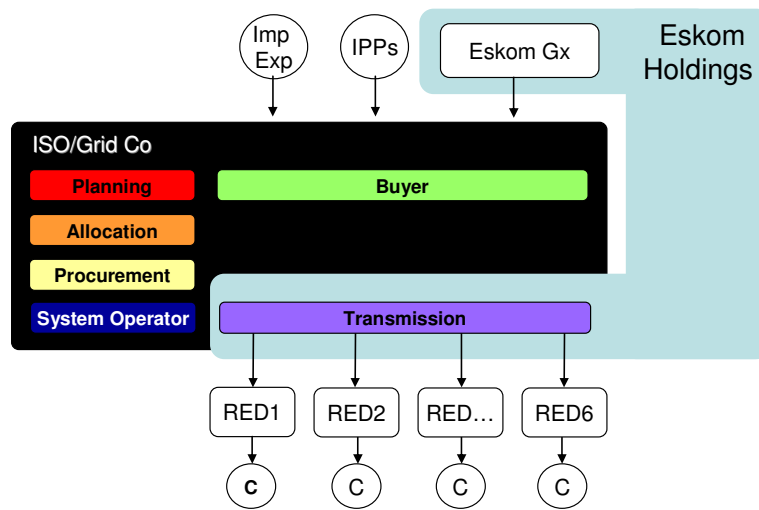 Imp
Exp
IPPs
Eskom Gx
Eskom
Holdings
ISO/Grid Co
Planning
Buyer
Allocation
Procurement
System Operator
Transmission
RED1
RED2
RED…
RED6
C
C
C
C